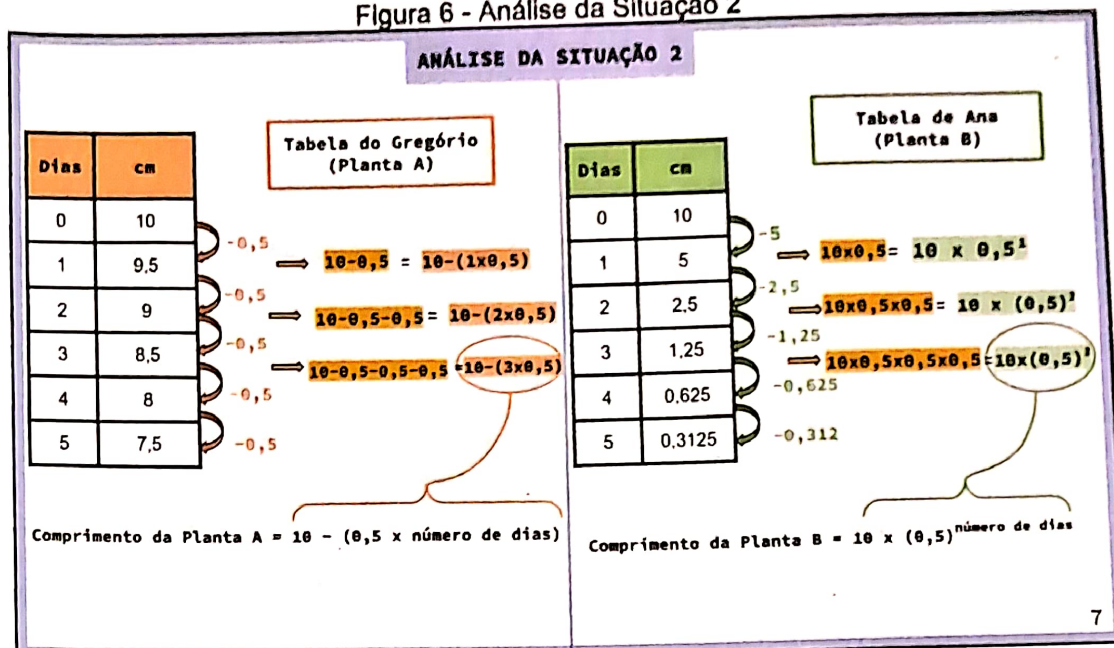 Figura 6 - Análise da Situação 2
ANÁLISE DA SITUAÇÃO 2
Tabela do Gregório
(Planta A)
Dias cm
0 10
1 9,5
2 9
3 8,5
4 8
5 7,5
-0,5
-0,5
-0,5
-0,5
-0,5
10-0,5 = 10-(1x0,5)
10-0,5-0,5= 10-(2x0,5)
10-0,5-0,5-0,5 =10-(3x0,5)
Comprimento da Planta A = 10 - (0,5 x número de dias)
Tabela de Ana
(Planta B)
Dias cm
0 10
1 5
2 2,5
3 1,25
4 0,625
5 0,3125
-5
-2,5
-1,25
-0,625
-0,312
10x0,5= 10 x 0,5¹
10x0,5x0,5= 10 x (0,5)²
10x0,5x0,5x0,5 =10x(0,5)³
Comprimento da Planta B = 10 x (0,5)número de dias
7